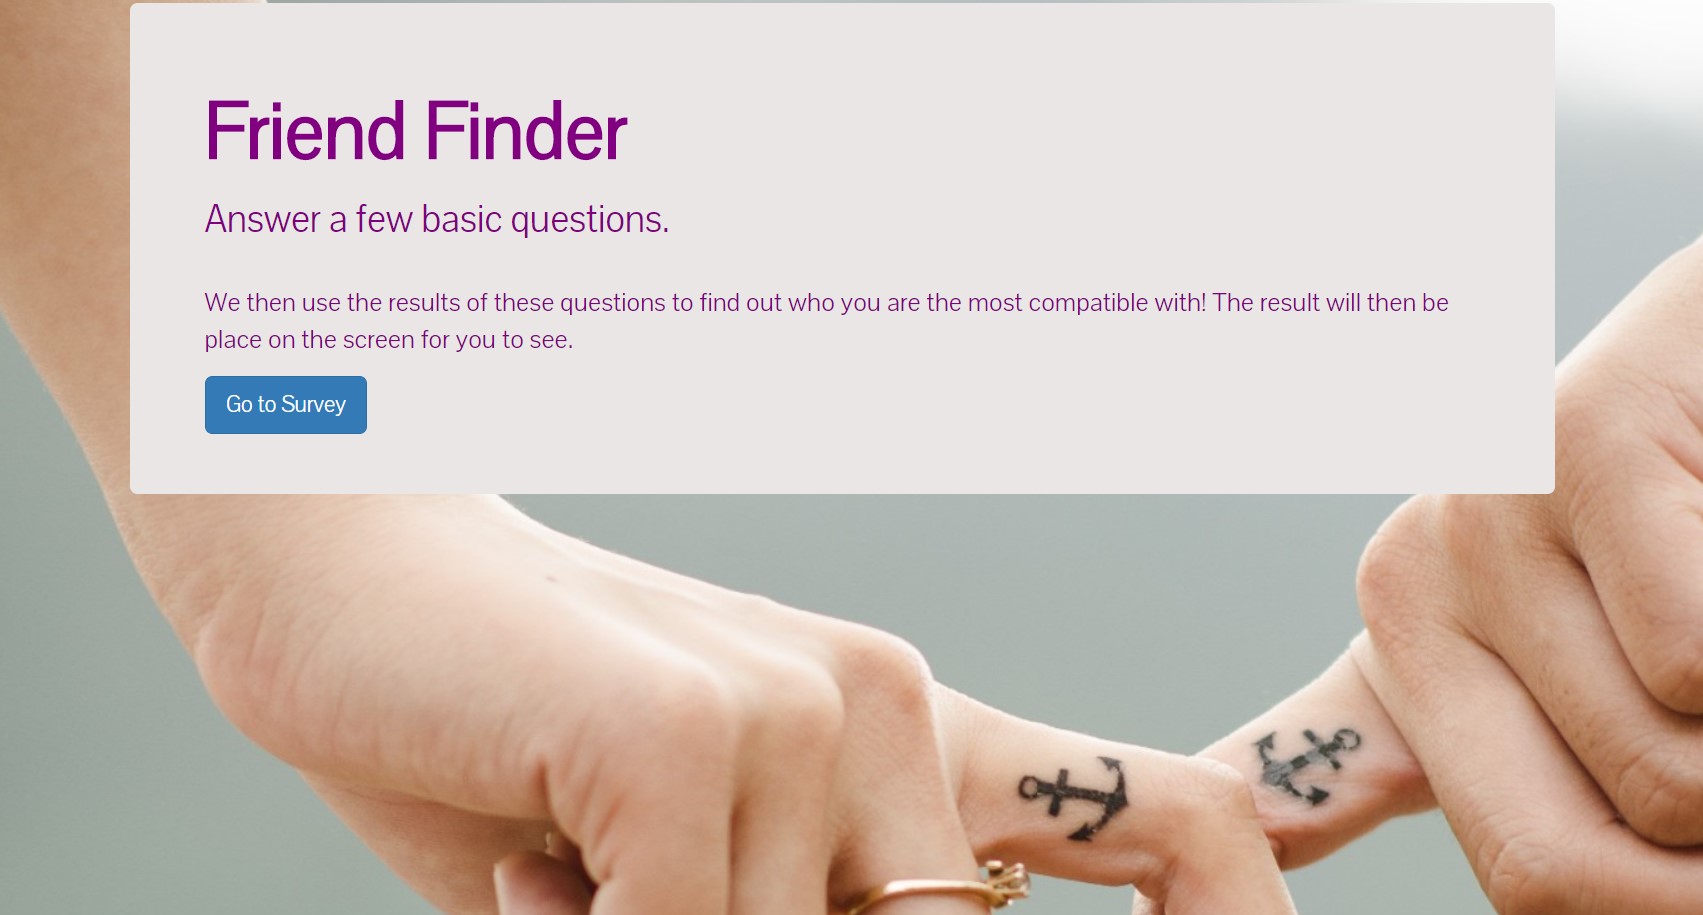 Friend Finder
Answer a few basic questions.
We then use the results of these questions to find out who you are the most compatible with! The result will then be
place on the screen for you to see.
Go to Survey